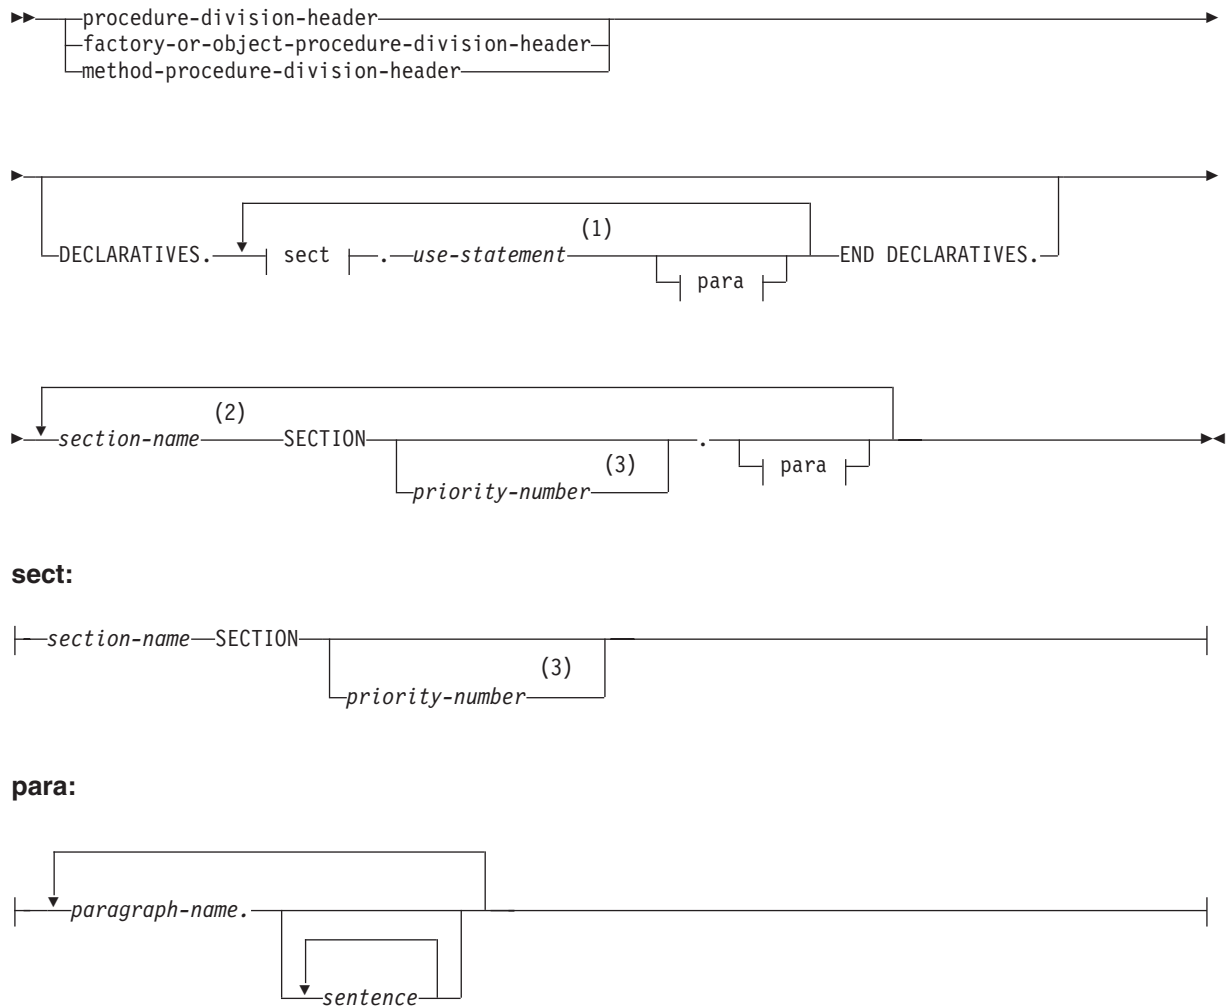 procedure-division-header
factory-or-object-procedure-division-header
method-procedure-division-header
(1)
DECLARATIVES. sect . use-statement END DECLARATIVES.
para
(2)
section-name SECTION .
(3)
para
priority-number
sect:
section-name SECTION
(3)
priority-number
para:
paragraph-name.
sentence